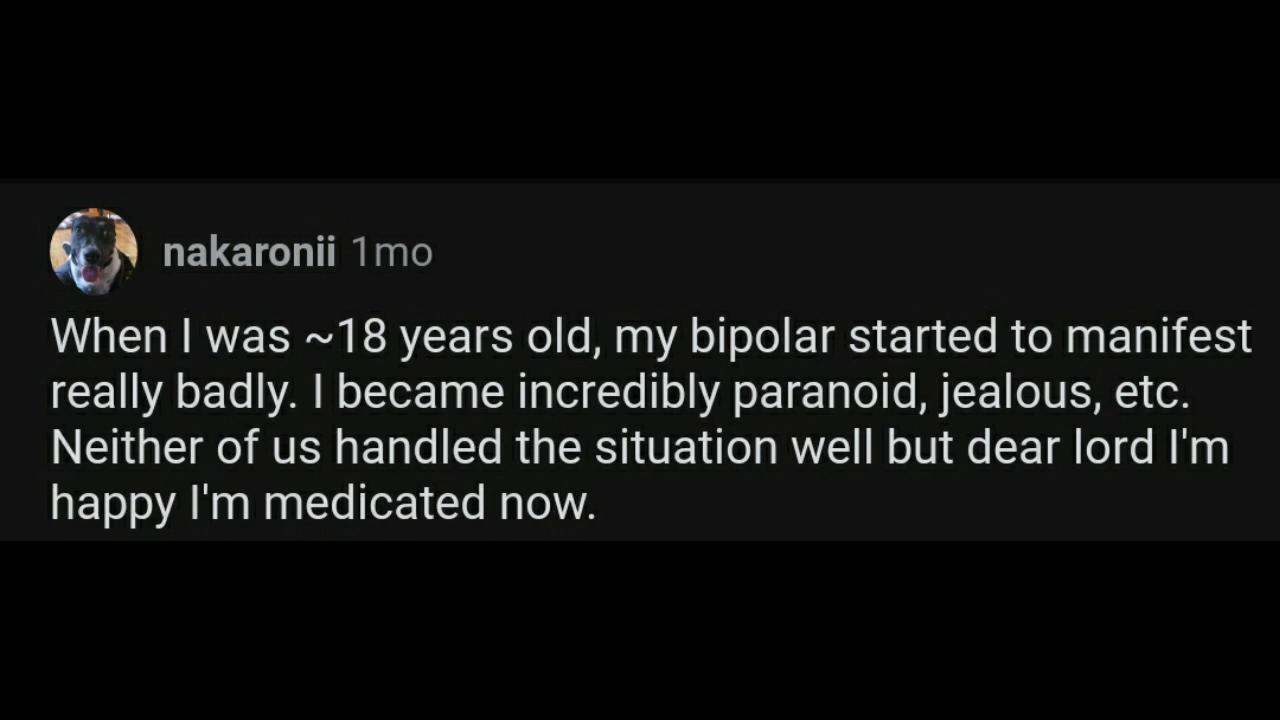 nakaronii 1mo
When I was ~18 years old, my bipolar started to manifest
really badly. I became incredibly paranoid, jealous, etc.
Neither of us handled the situation well but dear lord I'm
happy I'm medicated now.